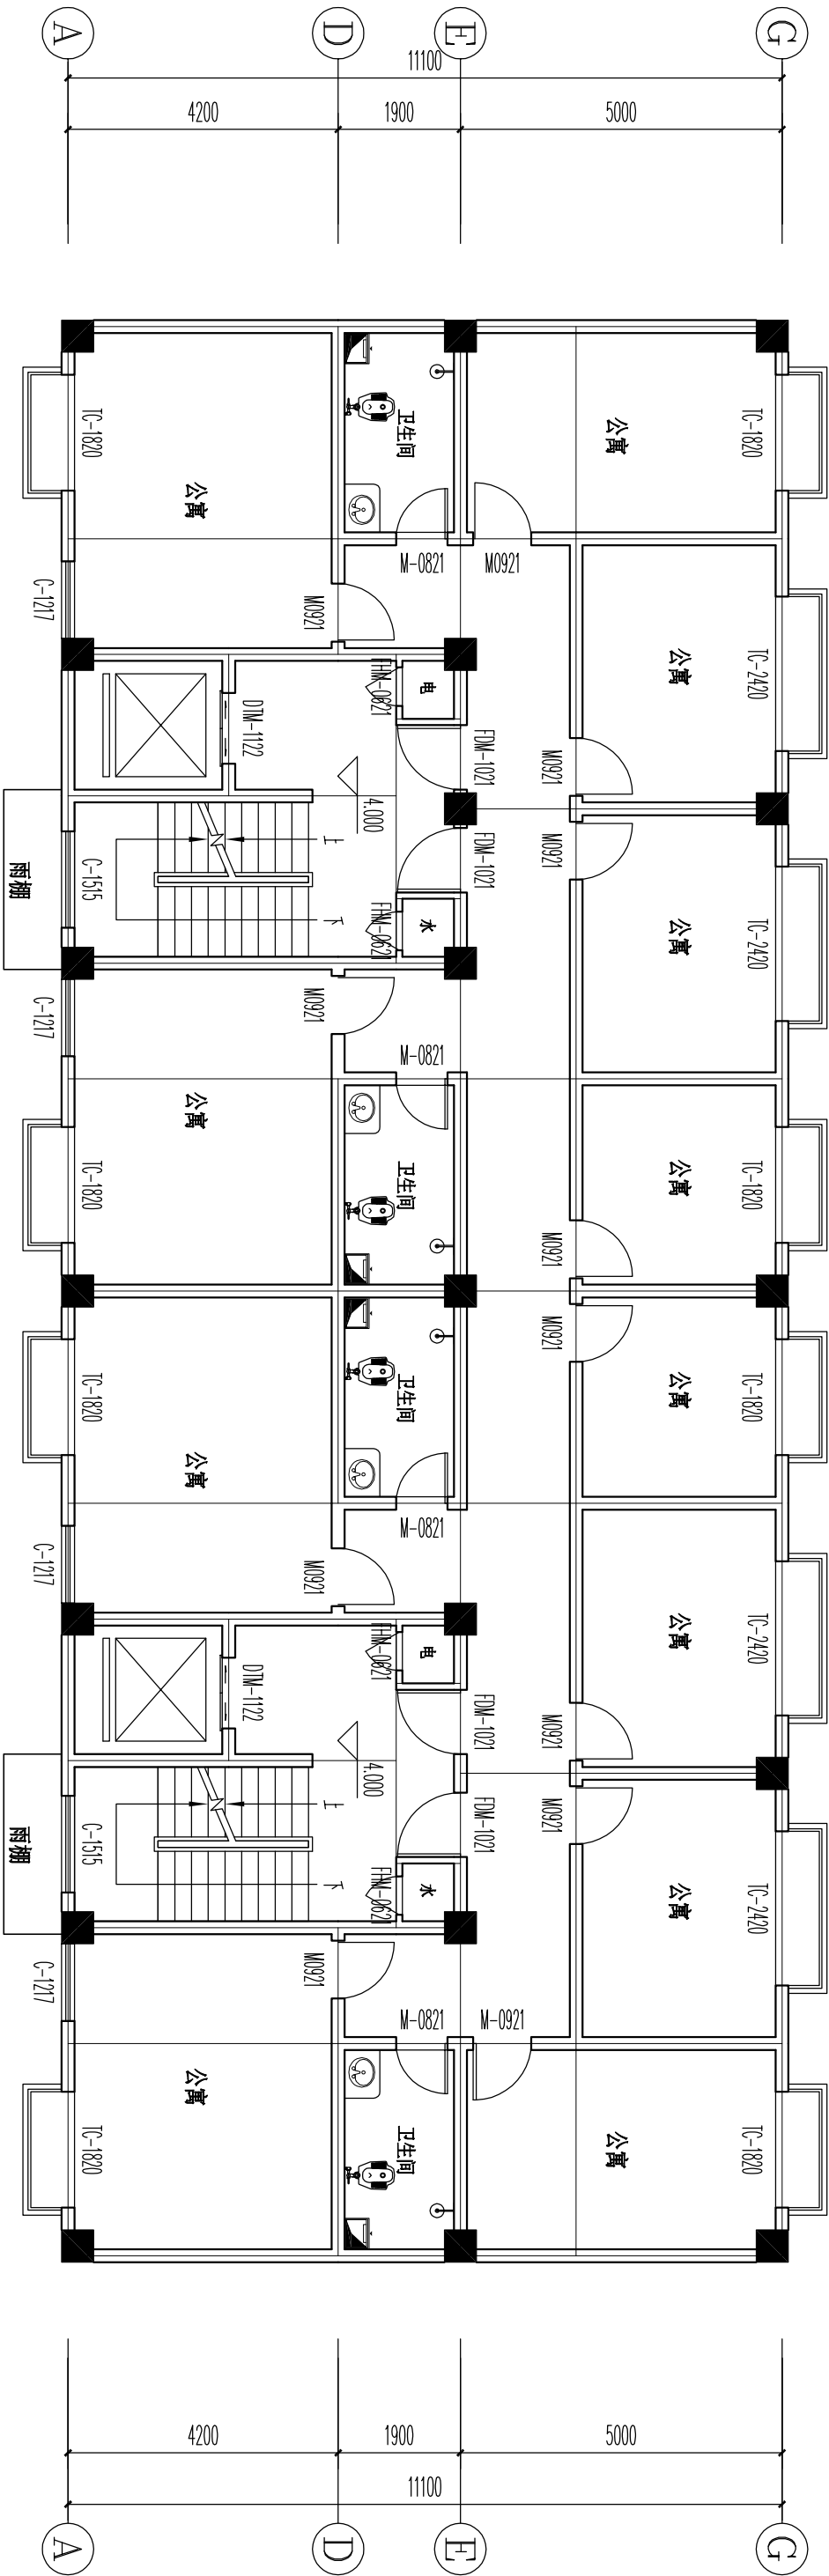 G
G
TC-1820
TC-2420
TC-2420
TC-1820
TC-1820
TC-2420
TC-2420
TC-1820
公寓
公寓
公寓
公寓
公寓
公寓
5000
公寓
公寓
5000
M0921
M0921
M0921
M0921
M0921
M0921
M0921
M-0921
FDM-1021
FDM-1021
FDM-1021
FDM-1021
E
E
11100
11100
电
水
电
水
M-0821
M-0821
M-0821
M-0821
卫生间
卫生间
卫生间
卫生间
1900
1900
FHM-0621
FHM-0621
FHM-0621
FHM-0621
4.000
4.000
D
D
上
下
上
下
M0921
M0921
M0921
M0921
DTM-1122
DTM-1122
4200
4200
公寓
公寓
公寓
公寓
TC-1820
C-1515
TC-1820
TC-1820
C-1515
TC-1820
A
A
C-1217
C-1217
C-1217
C-1217
雨棚
雨棚